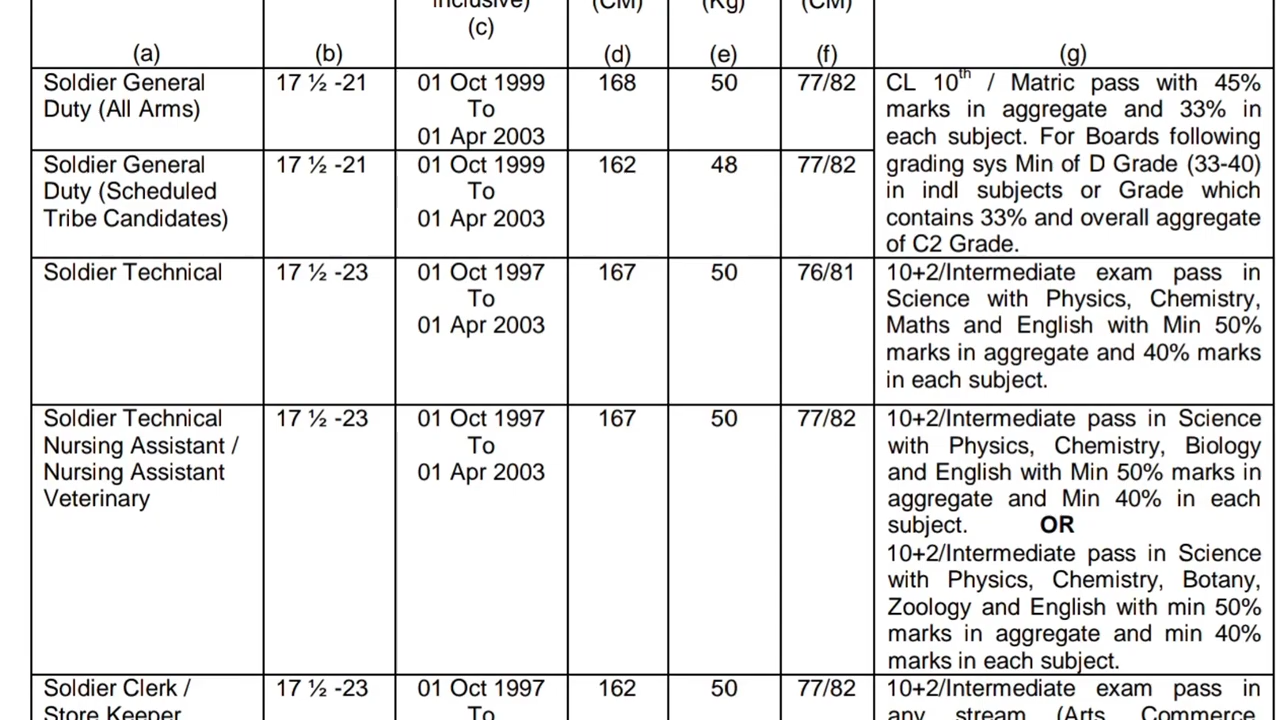 inclusive) (CM) (Kg) (CM)
(c)
(a) (b) (d) (e) (f) (g)
Soldier General
Duty (All Arms)
17 ½ -21
01 Oct 1999
To
01 Apr 2003
168
50
77/82
CL 10th / Matric pass with 45%
marks in aggregate and 33% in
each subject. For Boards following
grading sys Min of D Grade (33-40)
in indl subjects or Grade which
contains 33% and overall aggregate
of C2 Grade.
Soldier General
Duty (Scheduled
Tribe Candidates)
17 ½ -21
01 Oct 1999
To
01 Apr 2003
162
48
77/82
Soldier Technical
17 ½ -23
01 Oct 1997
To
01 Apr 2003
167
50
76/81
10+2/Intermediate exam pass in
Science with Physics, Chemistry,
Maths and English with Min 50%
marks in aggregate and 40% marks
in each subject.
Soldier Technical
Nursing Assistant /
Nursing Assistant
Veterinary
17 ½ -23
01 Oct 1997
To
01 Apr 2003
167
50
77/82
10+2/Intermediate pass in Science
with Physics, Chemistry, Biology
and English with Min 50% marks in
aggregate and Min 40% in each
subject. OR
10+2/Intermediate pass in Science
with Physics, Chemistry, Botany,
Zoology and English with min 50%
marks in aggregate and min 40%
marks in each subject.
Soldier Clerk /
Store Keeper
17 ½ -23
01 Oct 1997
To
162
50
77/82
10+2/Intermediate exam pass in
any stream (Arts, Commerce,